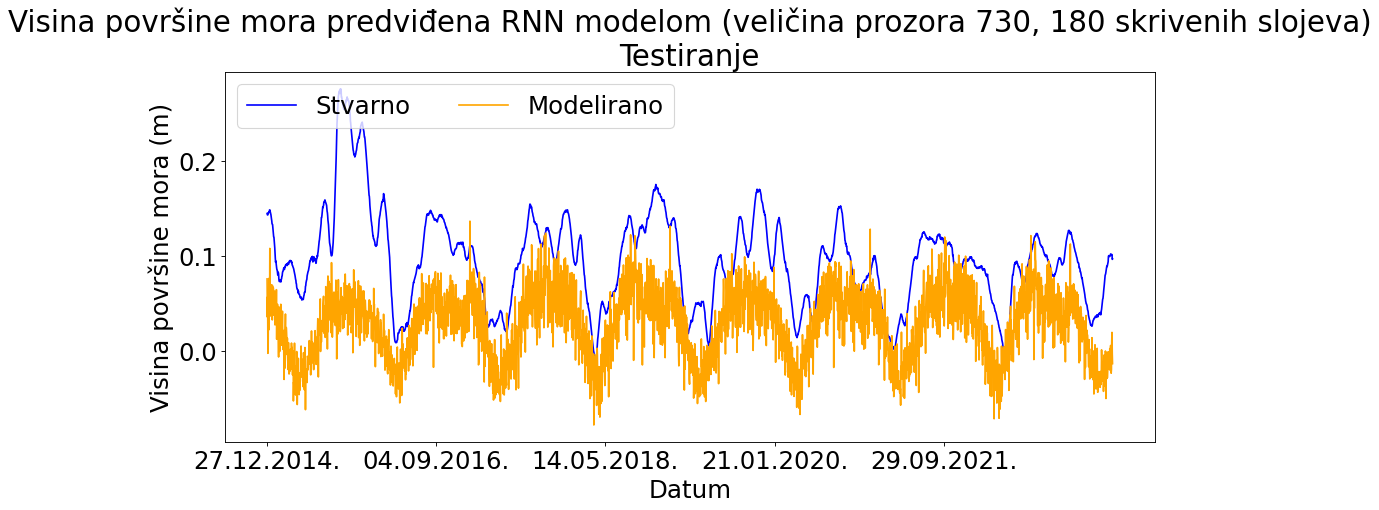 Visina površine mora predviđena RNN modelom (veličina prozora 730, 180 skrivenih slojeva)
Testiranje
Stvarno
Modelirano
Visina površine mora (m)
0.2
0.1
0.0
27.12.2014.
04.09.2016.
14.05.2018.
21.01.2020.
29.09.2021.
Datum